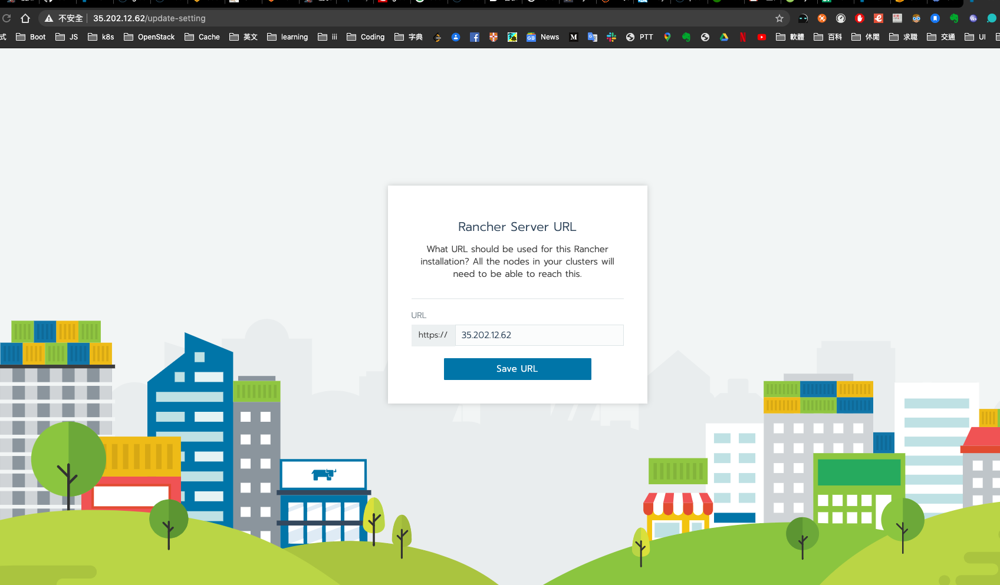 不安全 35.202.12.62/update-setting
式 Boot JS k8s OpenStack Cache 英文 learning iii Coding 字典 News PTT 軟體 百科 休閒 求職 交通 UI
Rancher Server URL
What URL should be used for this Rancher
installation? All the nodes in your clusters will
need to be able to reach this.
URL
https:// 35.202.12.62
Save URL